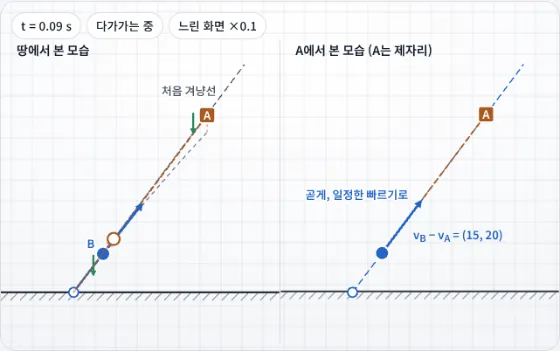 t = 0.09 s
다가가는 중
느린 화면 ×0.1
땅에서 본 모습
A에서 본 모습 (A는 제자리)
처음 겨냥선
A
A
곧게, 일정한 빠르기로
B
vB − vA = (15, 20)